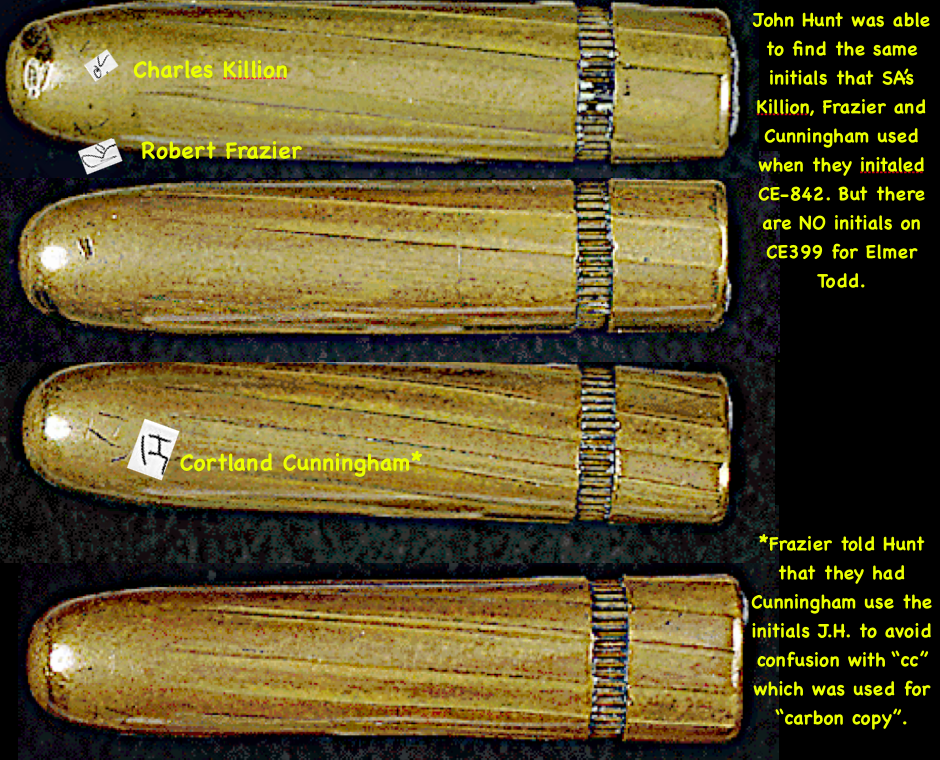 John Hunt was able
to find the same
initials that SA's
Killion, Frazier and
Cunningham used
when they initaled
CE-842. But there
are NO initials on
CE399 for Elmer
Todd.
Charles Killion
Robert Frazier
JH
Cortland Cunningham*
*Frazier told Hunt
that they had
Cunningham use the
initials J.H. to avoid
confusion with “cc”
which was used for
“carbon copy”.